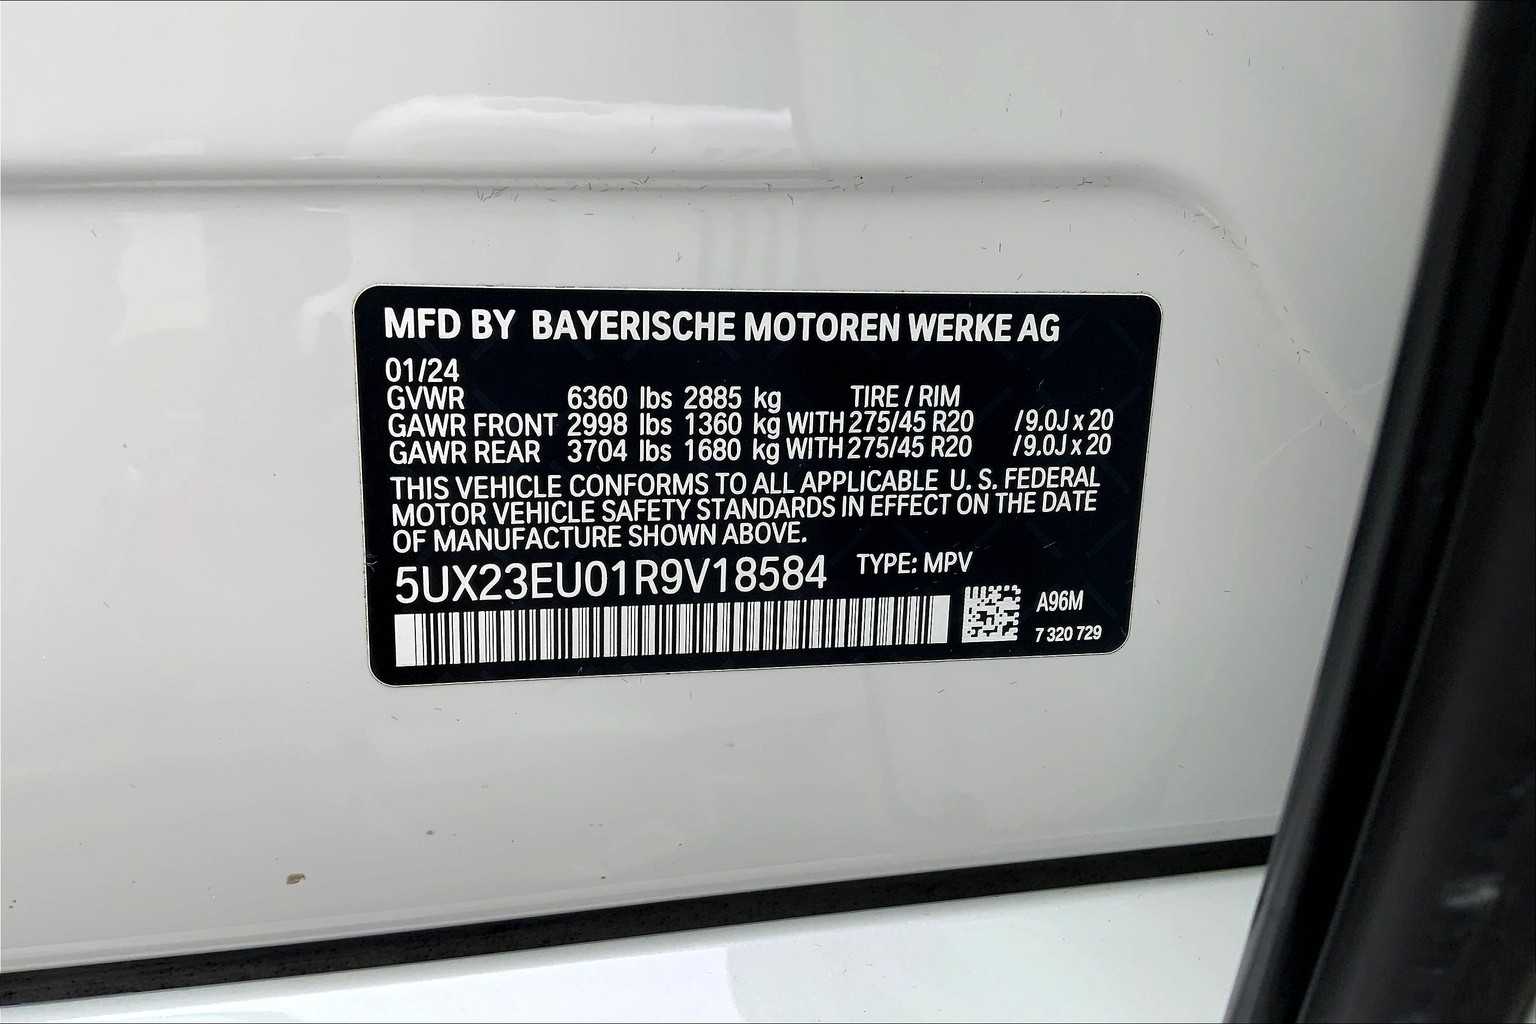 MFD BY BAYERISCHE MOTOREN WERKE AG
01/24
GVWR 6360 lbs 2885 kg TIRE / RIM
GAWR FRONT 2998 lbs 1360 kg WITH 275/45 R20 / 9.0J x 20
GAWR REAR 3704 lbs 1680 kg WITH 275/45 R20 / 9.0J x 20
THIS VEHICLE CONFORMS TO ALL APPLICABLE U. S. FEDERAL
MOTOR VEHICLE SAFETY STANDARDS IN EFFECT ON THE DATE
OF MANUFACTURE SHOWN ABOVE.
5UX23EU01R9V18584 TYPE: MPV
A96M
7 320 729